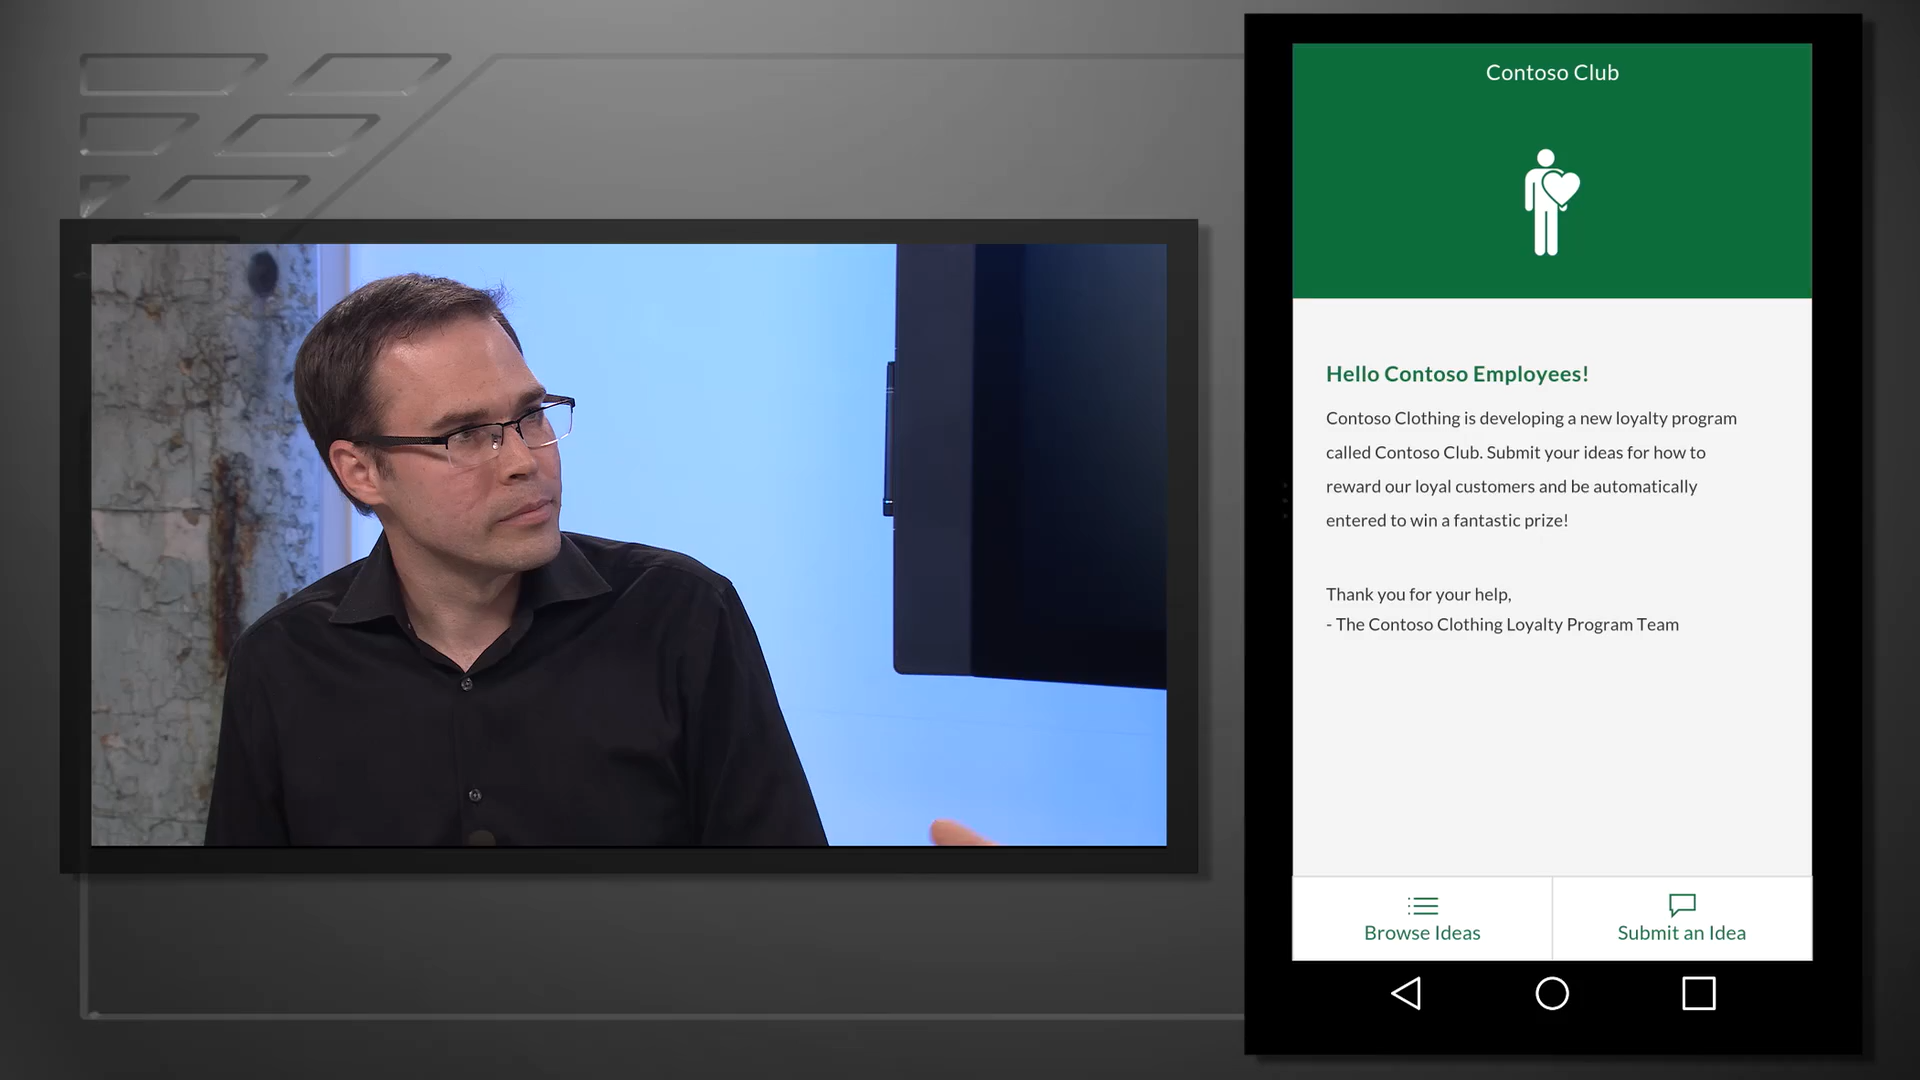 Contoso Club
Hello Contoso Employees!
Contoso Clothing is developing a new loyalty program
called Contoso Club. Submit your ideas for how to
reward our loyal customers and be automatically
entered to win a fantastic prize!
Thank you for your help,
- The Contoso Clothing Loyalty Program Team
Browse Ideas
Submit an Idea